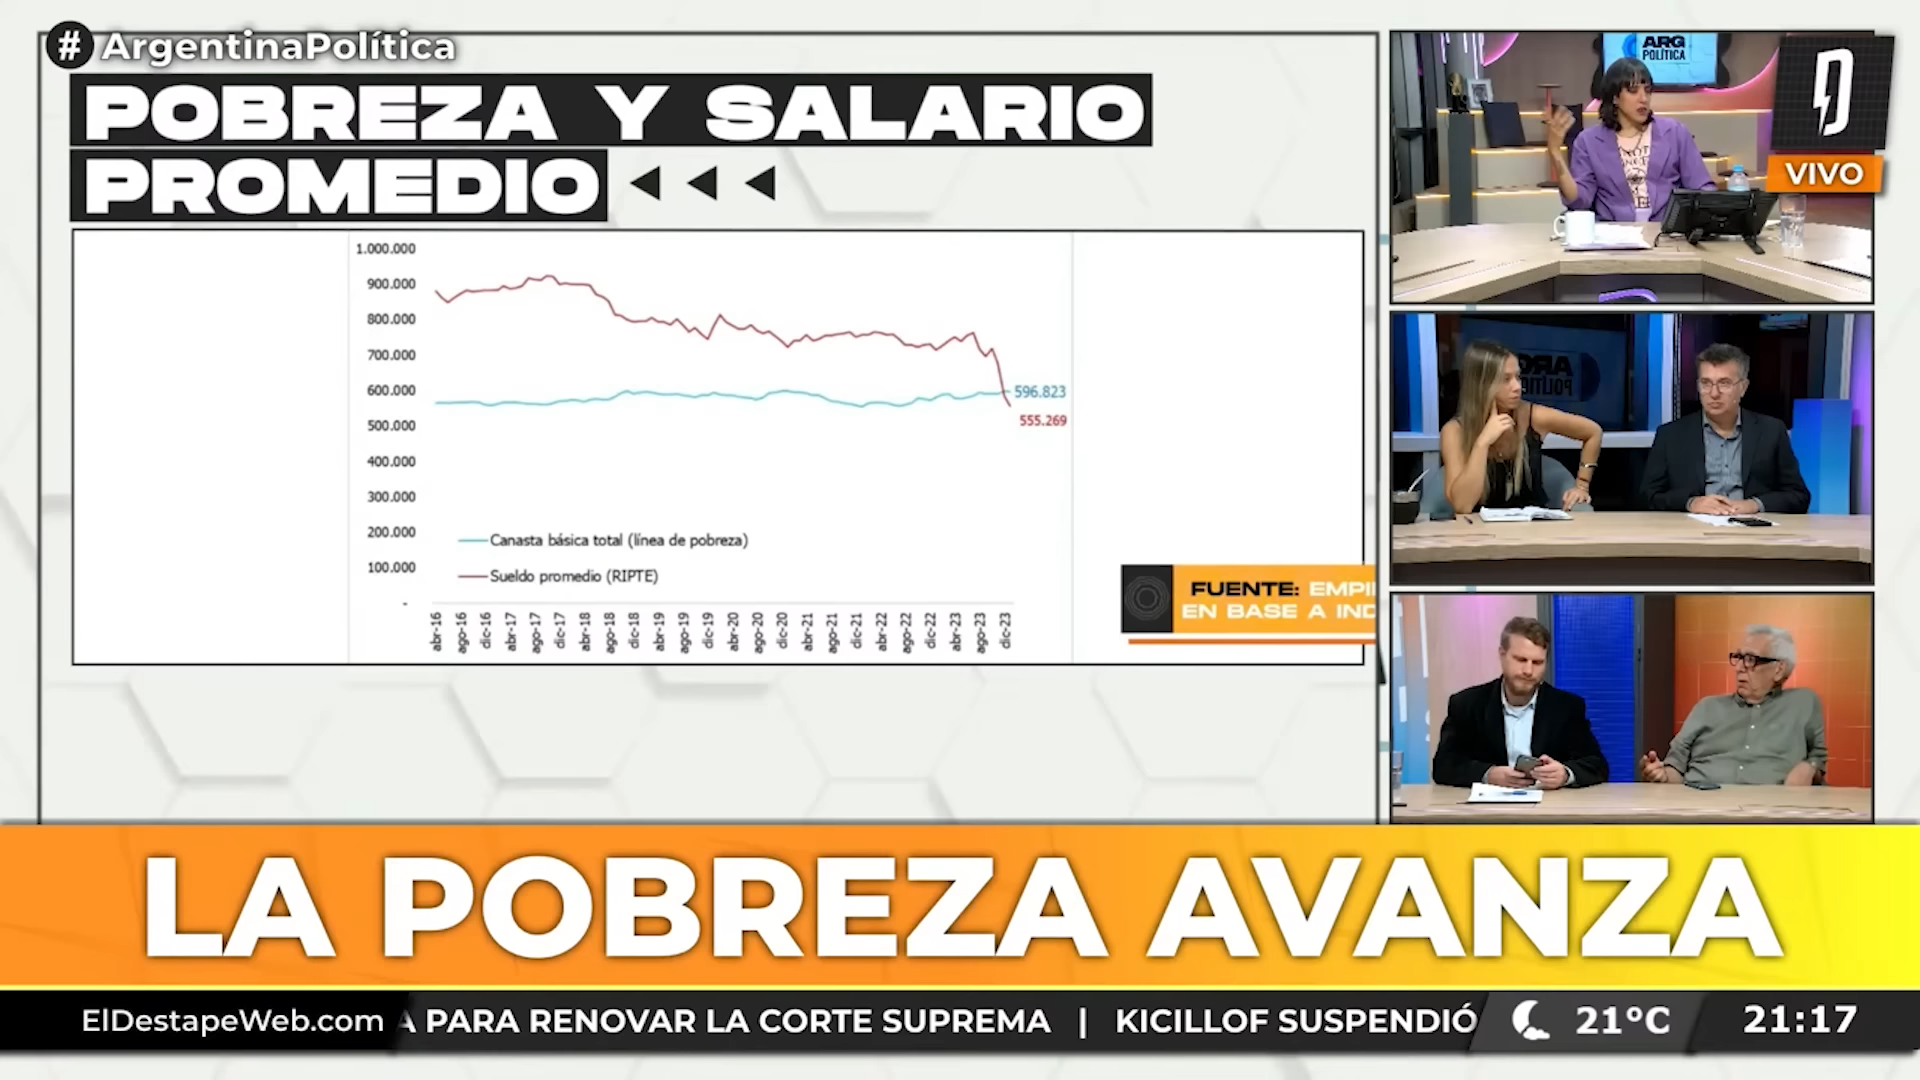 # ArgentinaPolítica
POBREZA Y SALARIO
PROMEDIO
1.000.000
900.000
800.000
700.000
600.000
500.000
400.000
300.000
200.000
100.000
-
596.823
555.269
Canasta básica total (línea de pobreza)
Sueldo promedio (RIPTE)
abr-16 ago-16 dic-16 abr-17 ago-17 dic-17 abr-18 ago-18 dic-18 abr-19 ago-19 dic-19 abr-20 ago-20 dic-20 abr-21 ago-21 dic-21 abr-22 ago-22 dic-22 abr-23 ago-23 dic-23
FUENTE: EMPI
EN BASE A IND
ARG
POLÍTICA
VIVO
LA POBREZA AVANZA
ElDestapeWeb.com
A PARA RENOVAR LA CORTE SUPREMA | KICILLOF SUSPENDIÓ
21°C
21:17